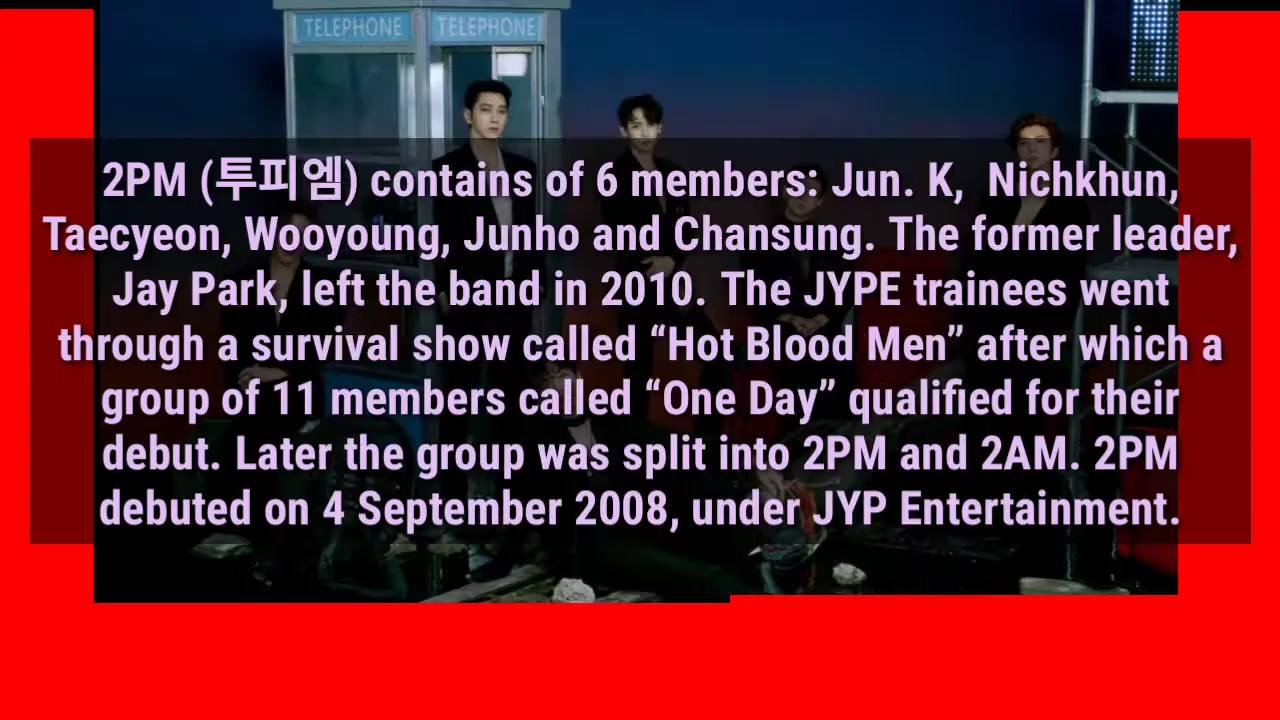 TELEPHONE TELEPHONE
2PM (투피엠) contains of 6 members: Jun. K, Nichkhun,
Taecyeon, Wooyoung, Junho and Chansung. The former leader,
Jay Park, left the band in 2010. The JYPE trainees went
through a survival show called “Hot Blood Men” after which a
group of 11 members called “One Day” qualified for their
debut. Later the group was split into 2PM and 2AM. 2PM
debuted on 4 September 2008, under JYP Entertainment.